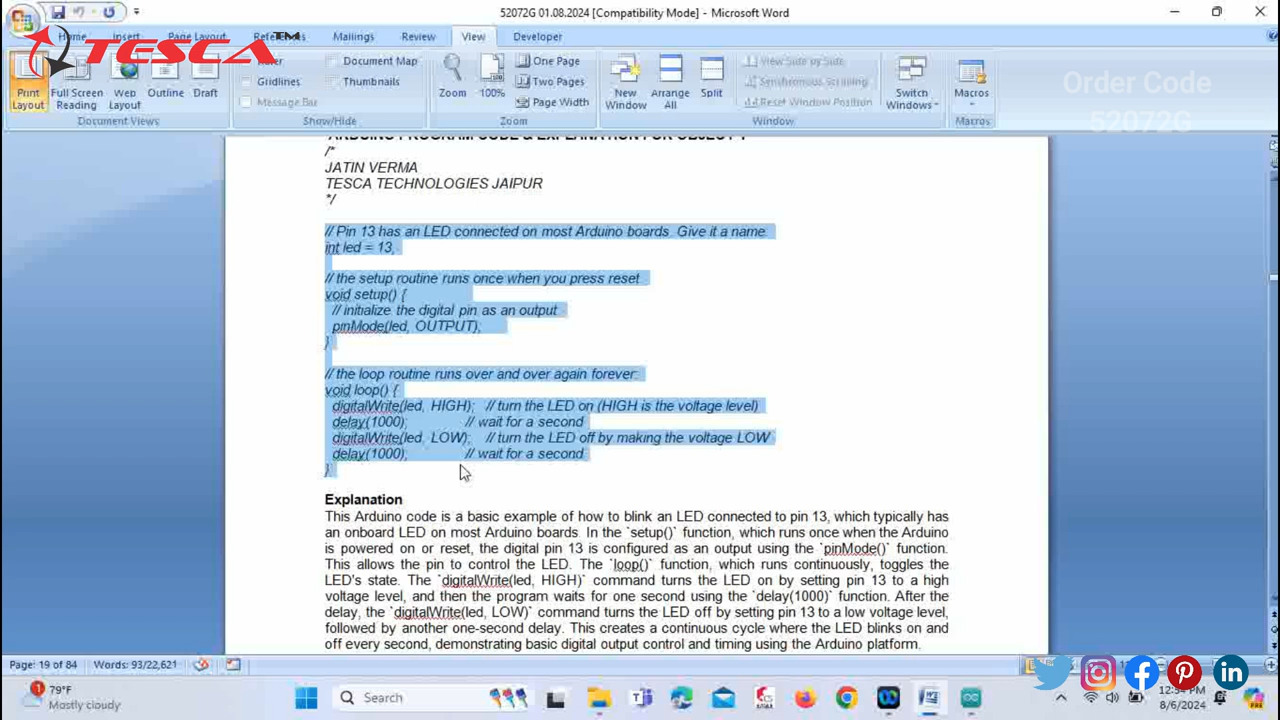 52072G 01.08.2024 [Compatibility Mode] - Microsoft Word
Home Insert Page Layout References Mailings Review View Developer
TESCA™
Ruler
Gridlines
Message Bar
Document Map
Thumbnails
One Page
Two Pages
Page Width
View Side by Side
Synchronous Scrolling
Reset Window Position
Print Layout
Full Screen Reading
Web Layout
Outline
Draft
Zoom
100%
New Window
Arrange All
Split
Switch Windows
Macros
Document Views
Show/Hide
Zoom
Window
Macros
Order Code
52072G
/*
JATIN VERMA
TESCA TECHNOLOGIES JAIPUR
*/
// Pin 13 has an LED connected on most Arduino boards. Give it a name:
int led = 13;
// the setup routine runs once when you press reset
void setup() {
// initialize the digital pin as an output
pinMode(led, OUTPUT);
}
// the loop routine runs over and over again forever:
void loop() {
digitalWrite(led, HIGH); // turn the LED on (HIGH is the voltage level)
delay(1000); // wait for a second
digitalWrite(led, LOW); // turn the LED off by making the voltage LOW
delay(1000); // wait for a second
}
Explanation
This Arduino code is a basic example of how to blink an LED connected to pin 13, which typically has
an onboard LED on most Arduino boards. In the `setup()` function, which runs once when the Arduino
is powered on or reset, the digital pin 13 is configured as an output using the `pinMode()` function.
This allows the pin to control the LED. The `loop()` function, which runs continuously, toggles the
LED's state. The `digitalWrite(led, HIGH)` command turns the LED on by setting pin 13 to a high
voltage level, and then the program waits for one second using the `delay(1000)` function. After the
delay, the `digitalWrite(led, LOW)` command turns the LED off by setting pin 13 to a low voltage level,
followed by another one-second delay. This creates a continuous cycle where the LED blinks on and
off every second, demonstrating basic digital output control and timing using the Arduino platform.
Page: 19 of 84 Words: 93/22,621
79°F
Mostly cloudy
Search
12:34 PM
8/6/2024